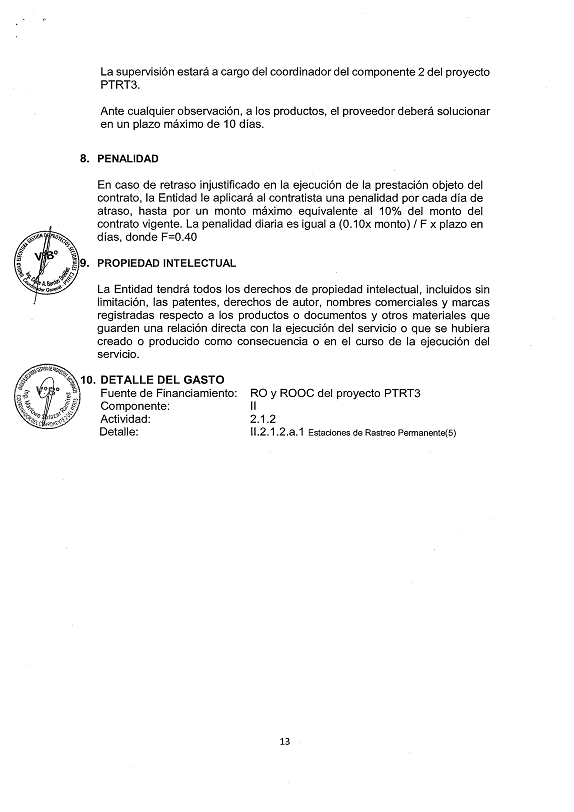 La supervisión estará a cargo del coordinador del componente 2 del proyecto
PTRT3.
Ante cualquier observación, a los productos, el proveedor deberá solucionar
en un plazo máximo de 10 días.
8. PENALIDAD
En caso de retraso injustificado en la ejecución de la prestación objeto del
contrato, la Entidad le aplicará al contratista una penalidad por cada día de
atraso, hasta por un monto máximo equivalente al 10% del monto del
contrato vigente. La penalidad diaria es igual a (0.10x monto) / F x plazo en
días, donde F=0.40
V°B°
9. PROPIEDAD INTELECTUAL
La Entidad tendrá todos los derechos de propiedad intelectual, incluidos sin
limitación, las patentes, derechos de autor, nombres comerciales y marcas
registradas respecto a los productos o documentos y otros materiales que
guarden una relación directa con la ejecución del servicio o que se hubiera
creado o producido como consecuencia o en el curso de la ejecución del
servicio.
V°B°
10. DETALLE DEL GASTO
Fuente de Financiamiento: RO y ROOC del proyecto PTRT3
Componente: II
Actividad: 2.1.2
Detalle: II.2.1.2.a.1 Estaciones de Rastreo Permanente(5)
13